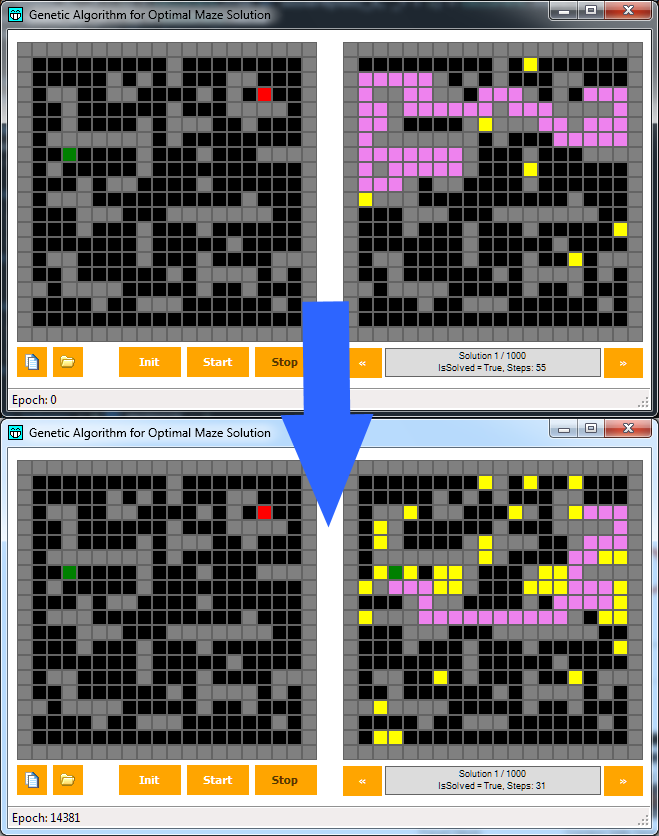 Genetic Algorithm for Optimal Maze Solution
Init
Start
Stop
«
Solution 1 / 1000
IsSolved = True, Steps: 55
»
Epoch: 0
Genetic Algorithm for Optimal Maze Solution
Init
Start
Stop
«
Solution 1 / 1000
IsSolved = True, Steps: 31
»
Epoch: 14381